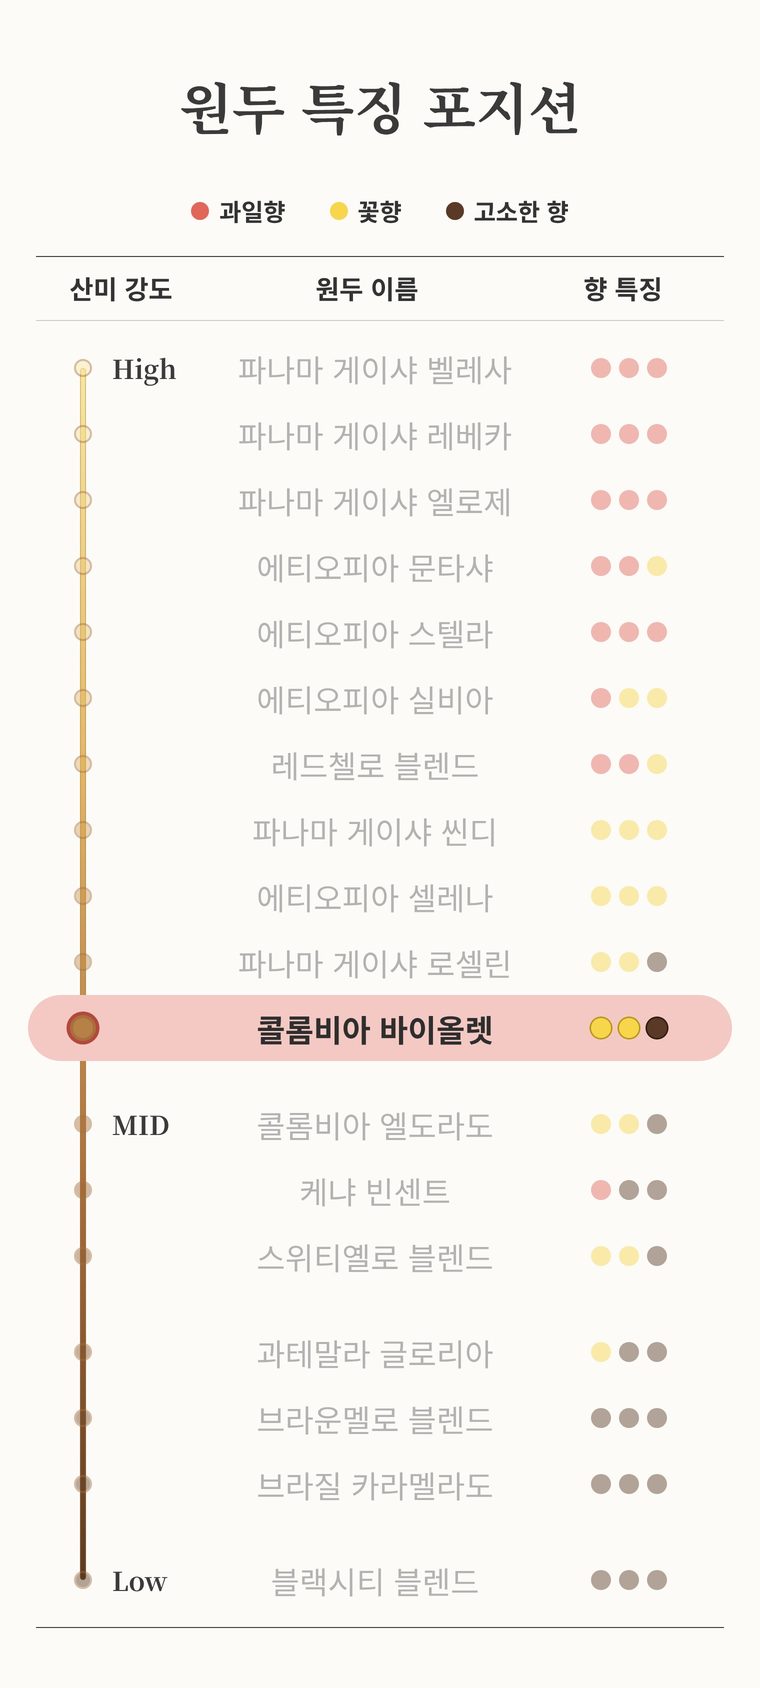 원두 특징 포지션
과일향 꽃향 고소한 향
산미 강도 원두 이름 향 특징
High 파나마 게이샤 벨레사
파나마 게이샤 레베카
파나마 게이샤 엘로제
에티오피아 문타샤
에티오피아 스텔라
에티오피아 실비아
레드첼로 블렌드
파나마 게이샤 씬디
에티오피아 셀레나
파나마 게이샤 로셀린
콜롬비아 바이올렛
MID 콜롬비아 엘도라도
케냐 빈센트
스위티옐로 블렌드
과테말라 글로리아
브라운멜로 블렌드
브라질 카라멜라도
Low 블랙시티 블렌드